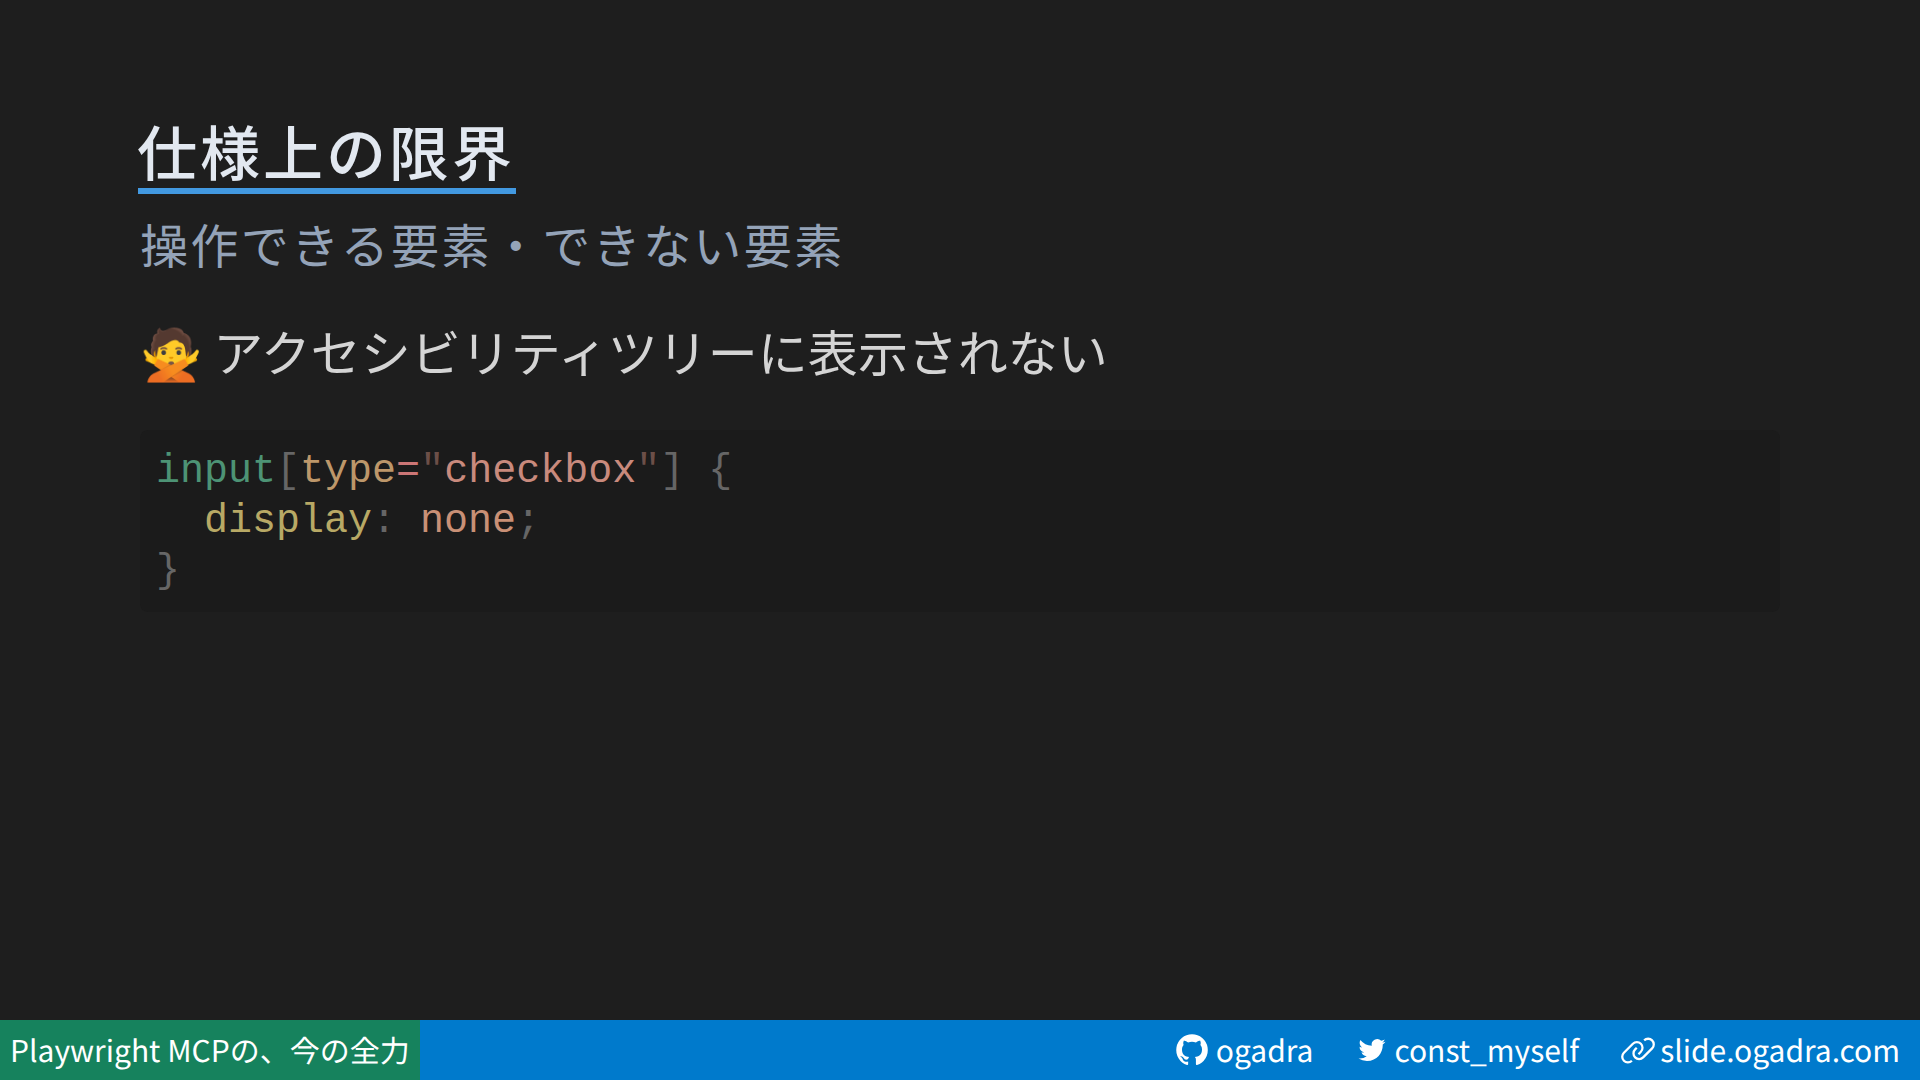 仕様上の限界
操作できる要素・できない要素
🙅 アクセシビリティツリーに表示されない
input[type="checkbox"] {
  display: none;
}
Playwright MCPの、今の全力
ogadra
const_myself
slide.ogadra.com